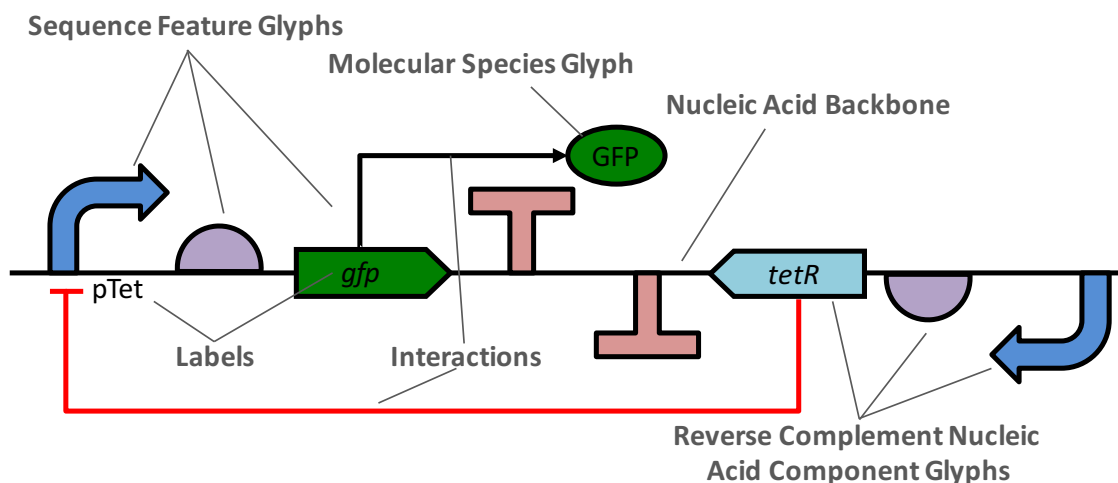 Sequence Feature Glyphs
Molecular Species Glyph
Nucleic Acid Backbone
GFP
gfp
tetR
pTet
Labels
Interactions
Reverse Complement Nucleic
Acid Component Glyphs